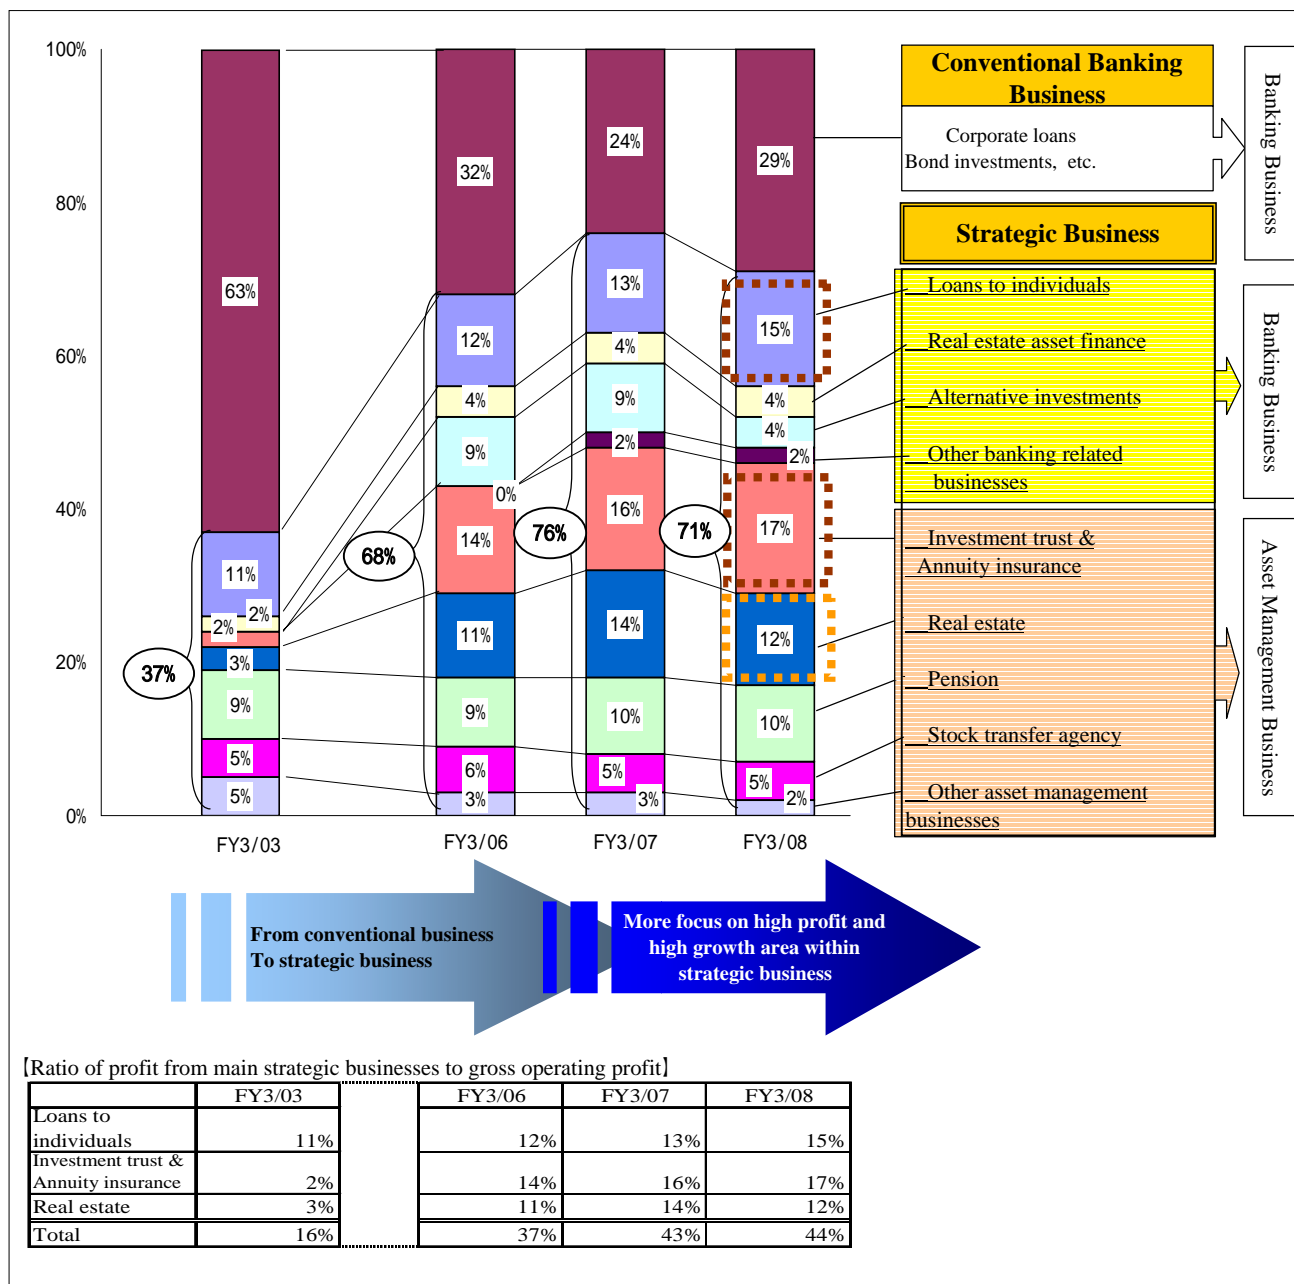 100%
80%
60%
40%
20%
0%
63%
11%
2%
2%
3%
9%
5%
5%
37%
FY3/03
32%
12%
4%
9%
0%
14%
11%
9%
6%
3%
68%
FY3/06
24%
13%
4%
9%
2%
16%
14%
10%
5%
3%
76%
FY3/07
29%
15%
4%
4%
2%
17%
12%
10%
5%
2%
71%
FY3/08
Conventional Banking
Business
Corporate loans
Bond investments, etc.
Banking Business
Strategic Business
Loans to individuals
Real estate asset finance
Alternative investments
Other banking related
businesses
Banking Business
Investment trust &
Annuity insurance
Real estate
Pension
Stock transfer agency
Other asset management
businesses
Asset Management Business
From conventional business
To strategic business
More focus on high profit and
high growth area within
strategic business
【Ratio of profit from main strategic businesses to gross operating profit】
FY3/03 FY3/06 FY3/07 FY3/08
Loans to
individuals 11% 12% 13% 15%
Investment trust &
Annuity insurance 2% 14% 16% 17%
Real estate 3% 11% 14% 12%
Total 16% 37% 43% 44%